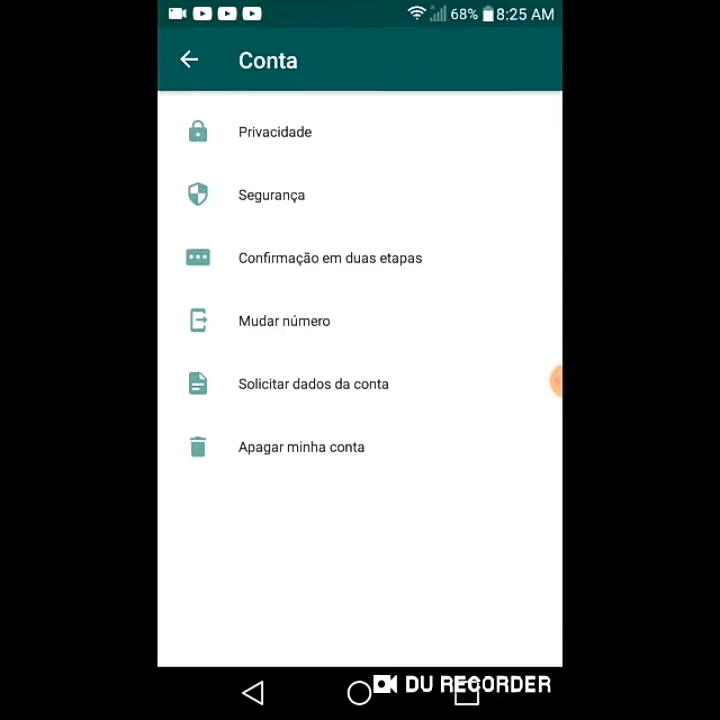 68% 8:25 AM
Conta
Privacidade
Segurança
Confirmação em duas etapas
Mudar número
Solicitar dados da conta
Apagar minha conta
DU RECORDER